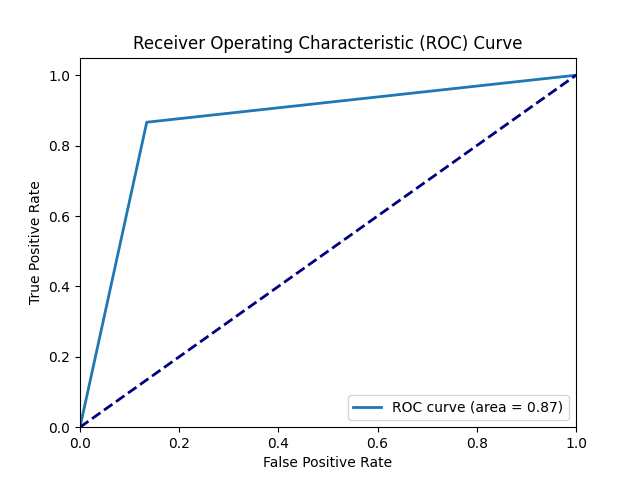 Receiver Operating Characteristic (ROC) Curve
1.0
0.8
0.6
0.4
0.2
0.0
True Positive Rate
ROC curve (area = 0.87)
0.0 0.2 0.4 0.6 0.8 1.0
False Positive Rate